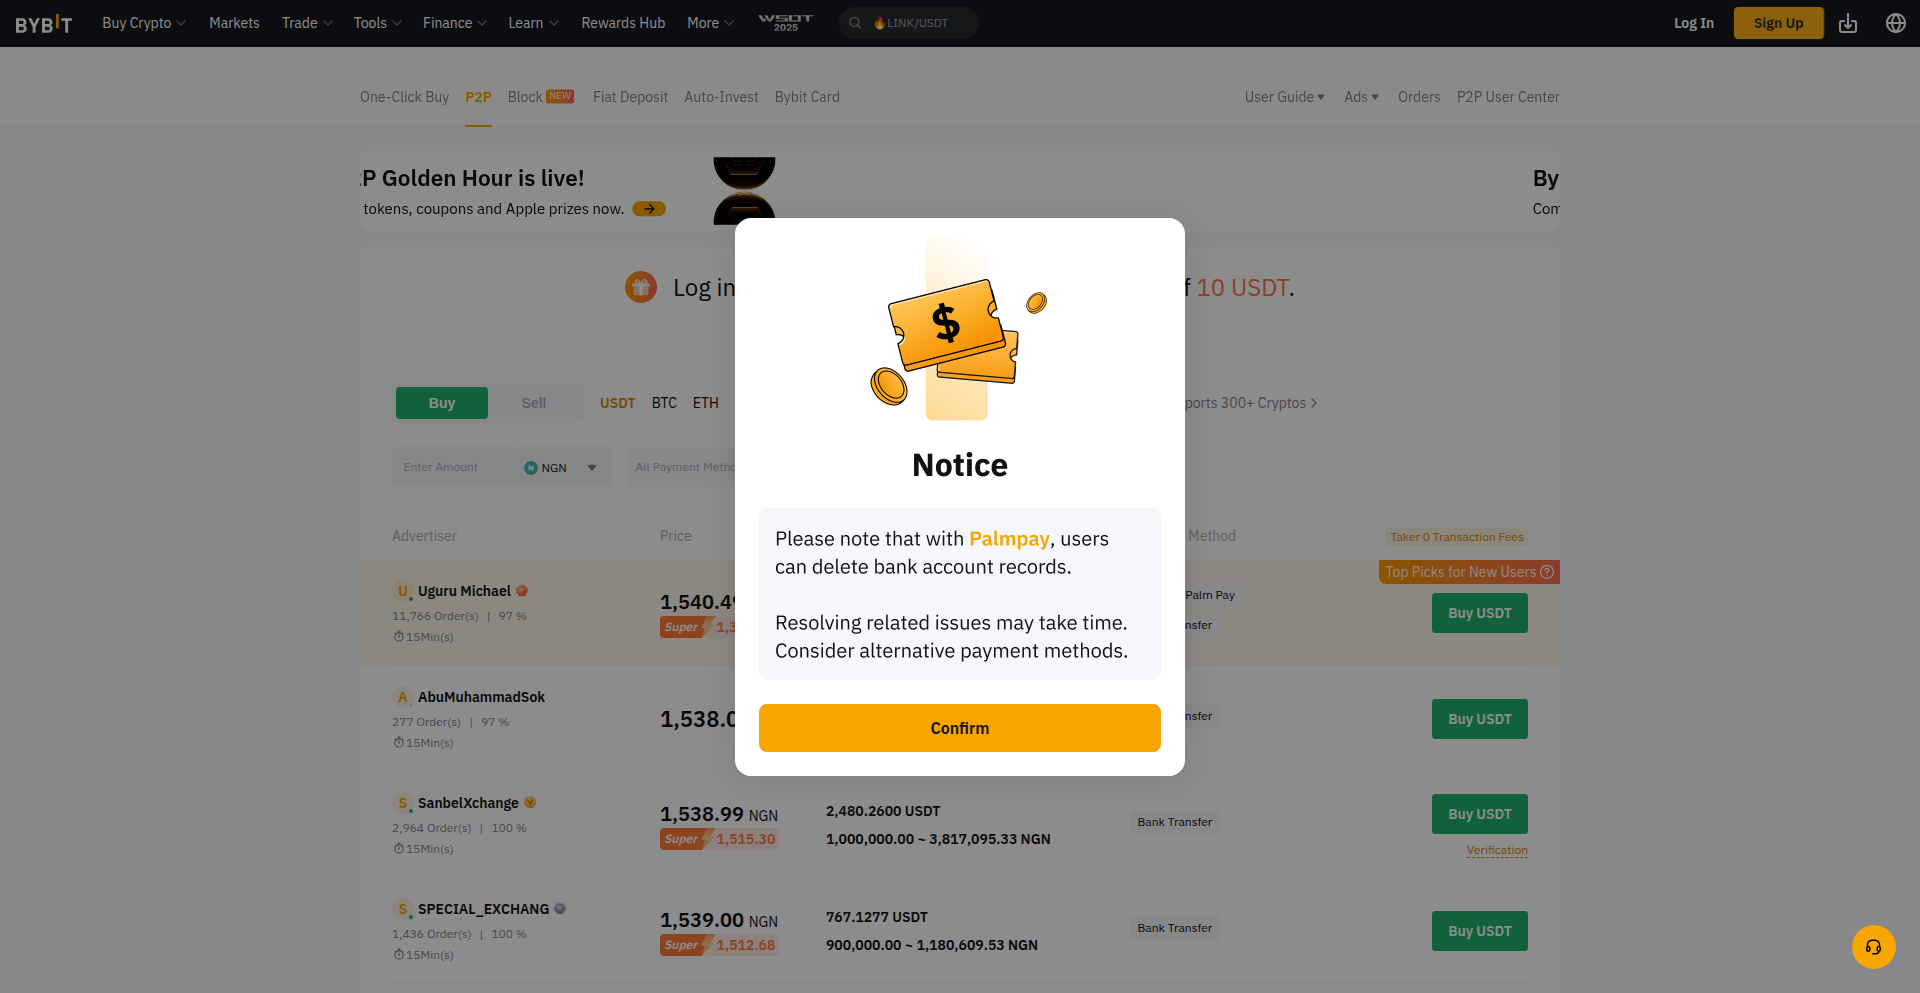 BYBIT Buy Crypto Markets Trade Tools Finance Learn Rewards Hub More WSOT 2025 LINK/USDT Log In Sign Up
One-Click Buy P2P Block NEW Fiat Deposit Auto-Invest Bybit Card User Guide Ads Orders P2P User Center
P Golden Hour is live! By
tokens, coupons and Apple prizes now.
Log in 10 USDT.
$
Buy Sell USDT BTC ETH ports 300+ Cryptos
Enter Amount NGN All Payment Metho
Notice
Please note that with Palmpay, users
can delete bank account records.
Resolving related issues may take time.
Consider alternative payment methods.
Confirm
Advertiser Price Method Taker 0 Transaction Fees
Top Picks for New Users
U Uguru Michael
11,766 Order(s) | 97 %
15Min(s)
1,540.4
Super 1,3
Palm Pay
nsfer
Buy USDT
A AbuMuhammadSok
277 Order(s) | 97 %
15Min(s)
1,538.0
nsfer
Buy USDT
S SanbelXchange
2,964 Order(s) | 100 %
15Min(s)
1,538.99 NGN
Super 1,515.30
2,480.2600 USDT
1,000,000.00 ~ 3,817,095.33 NGN
Bank Transfer
Buy USDT
Verification
S SPECIAL_EXCHANG
1,436 Order(s) | 100 %
15Min(s)
1,539.00 NGN
Super 1,512.68
767.1277 USDT
900,000.00 ~ 1,180,609.53 NGN
Bank Transfer
Buy USDT